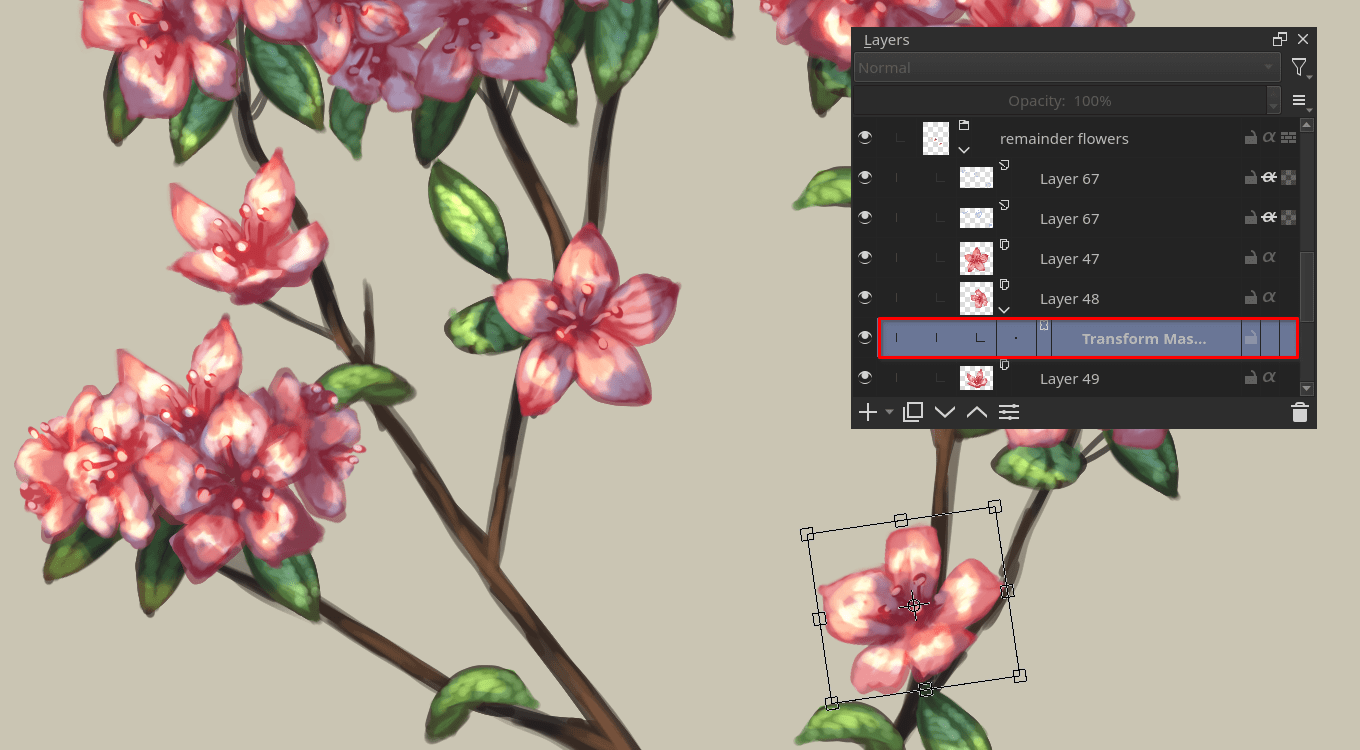 Layers
Normal
Opacity: 100%
remainder flowers
Layer 67
Layer 67
Layer 47
Layer 48
Transform Mas...
Layer 49